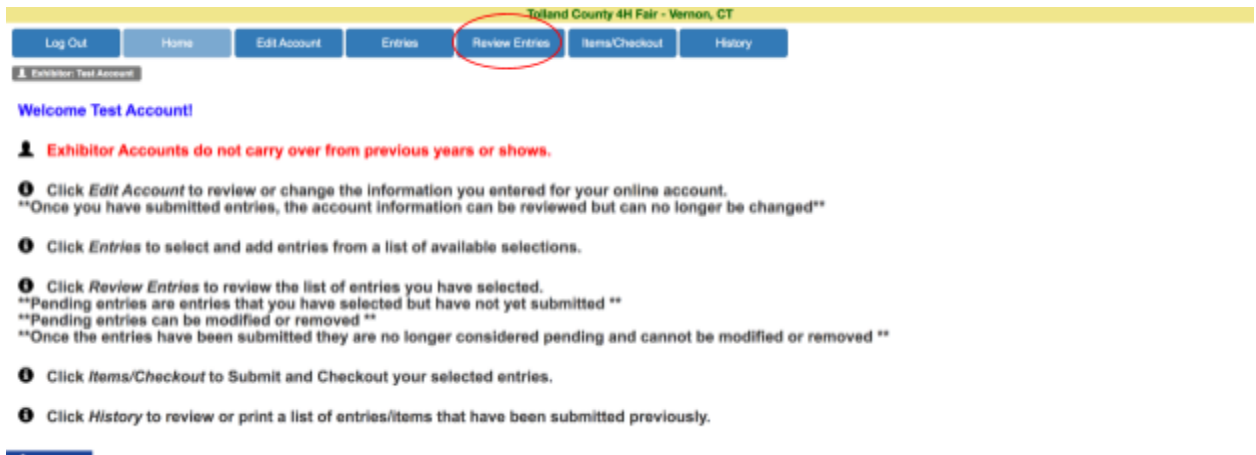 Tolland County 4H Fair - Vernon, CT
Log Out Home Edit Account Entries Review Entries Items/Checkout History
Exhibitor: Test Account
Welcome Test Account!
Exhibitor Accounts do not carry over from previous years or shows.
Click Edit Account to review or change the information you entered for your online account.
**Once you have submitted entries, the account information can be reviewed but can no longer be changed**
Click Entries to select and add entries from a list of available selections.
Click Review Entries to review the list of entries you have selected.
**Pending entries are entries that you have selected but have not yet submitted **
**Pending entries can be modified or removed **
**Once the entries have been submitted they are no longer considered pending and cannot be modified or removed **
Click Items/Checkout to Submit and Checkout your selected entries.
Click History to review or print a list of entries/items that have been submitted previously.